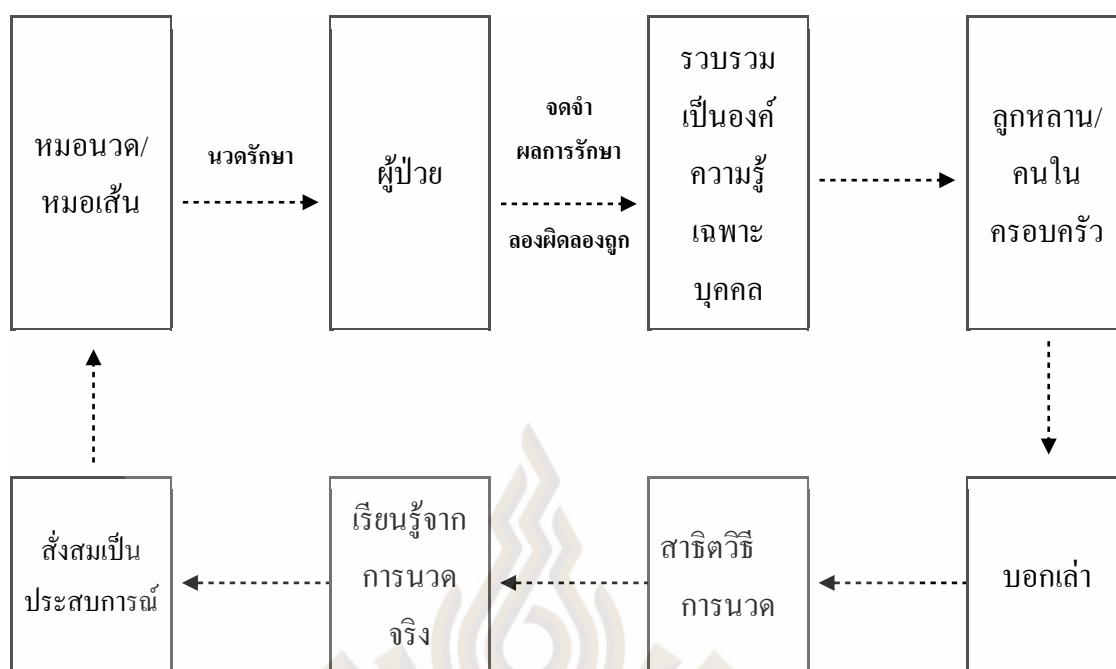 หมอนวด/
หมอเส้น
นวดรักษา
ผู้ป่วย
จดจำ
ผลการรักษา
ลองผิดลองถูก
รวบรวม
เป็นองค์
ความรู้
เฉพาะ
บุคคล
ลูกหลาน/
คนใน
ครอบครัว
บอกเล่า
สาธิตวิธี
การนวด
เรียนรู้จาก
การนวด
จริง
สั่งสมเป็น
ประสบการณ์